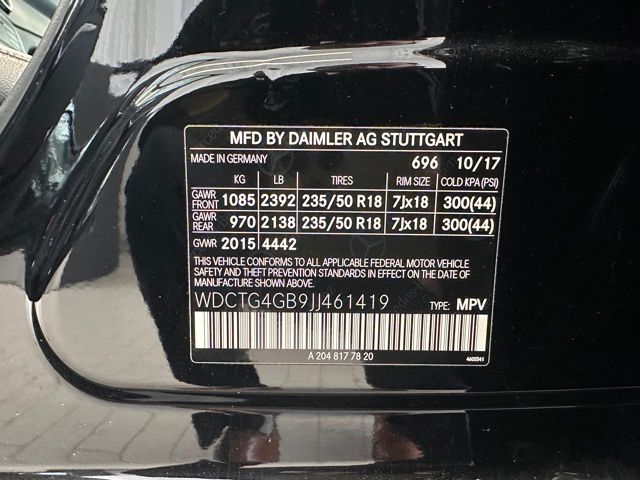 MFD BY DAIMLER AG STUTTGART
MADE IN GERMANY 696 10/17
KG LB TIRES RIM SIZE COLD KPA (PSI)
GAWR FRONT 1085 2392 235/50 R18 7Jx18 300(44)
GAWR REAR 970 2138 235/50 R18 7Jx18 300(44)
GWR 2015 4442
THIS VEHICLE CONFORMS TO ALL APPLICABLE FEDERAL MOTOR VEHICLE
SAFETY AND THEFT PREVENTION STANDARDS IN EFFECT ON THE DATE OF
MANUFACTURE SHOWN ABOVE.
WDCTG4GB9JJ461419 TYPE: MPV
A 204 817 78 20 4605541